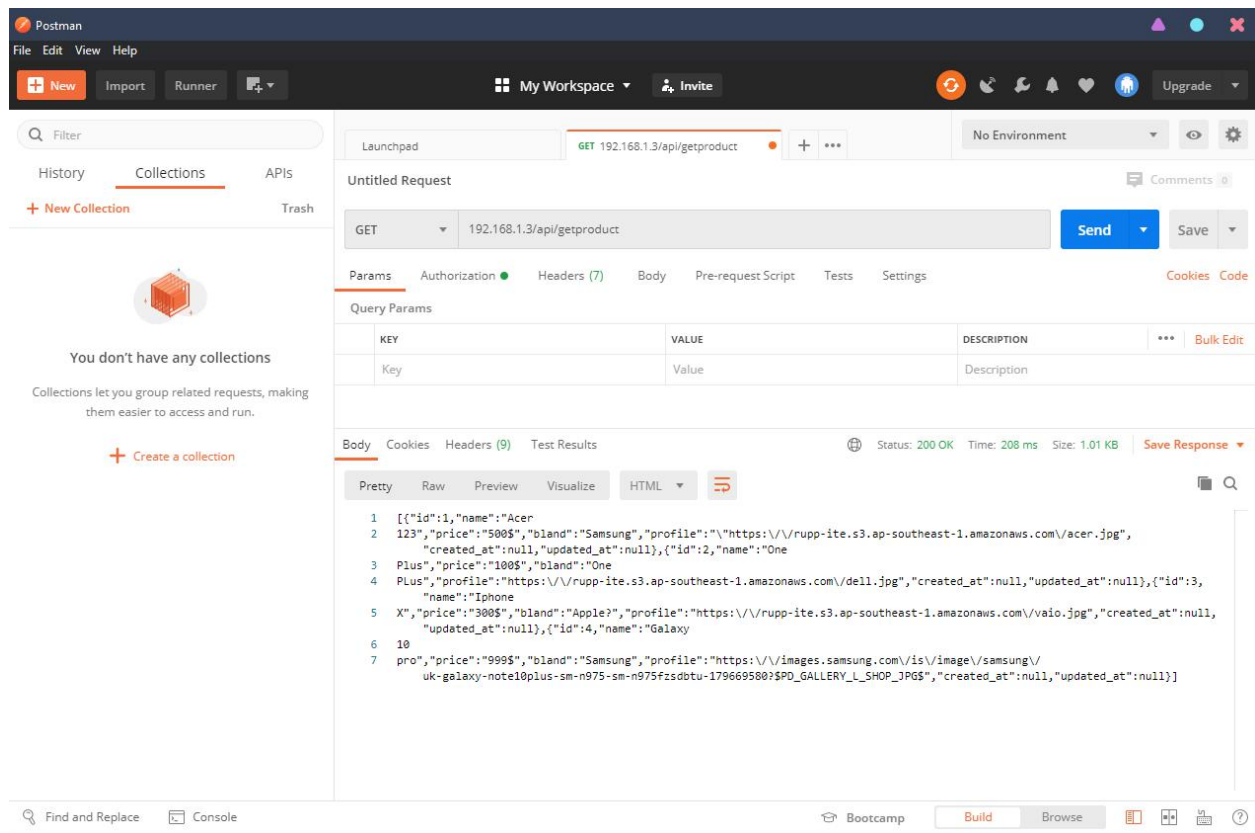 Postman
File Edit View Help
New Import Runner My Workspace Invite Upgrade
Filter
History Collections APIs
+ New Collection Trash
You don't have any collections
Collections let you group related requests, making
them easier to access and run.
+ Create a collection
Launchpad GET 192.168.1.3/api/getproduct + ••• No Environment
Untitled Request Comments 0
GET 192.168.1.3/api/getproduct Send Save
Params Authorization Headers (7) Body Pre-request Script Tests Settings Cookies Code
Query Params
KEY VALUE DESCRIPTION ••• Bulk Edit
Key Value Description
Body Cookies Headers (9) Test Results Status: 200 OK Time: 208 ms Size: 1.01 KB Save Response
Pretty Raw Preview Visualize HTML
1 [{"id":1,"name":"Acer
2 123","price":"500$","bland":"Samsung","profile":"\"https:\/\/rupp-ite.s3.ap-southeast-1.amazonaws.com\/acer.jpg",
"created_at":null,"updated_at":null},{"id":2,"name":"One
3 Plus","price":"100$","bland":"One
4 PLus","profile":"https:\/\/rupp-ite.s3.ap-southeast-1.amazonaws.com\/dell.jpg","created_at":null,"updated_at":null},{"id":3,
"name":"Iphone
5 X","price":"300$","bland":"Apple?","profile":"https:\/\/rupp-ite.s3.ap-southeast-1.amazonaws.com\/vaio.jpg","created_at":null,
"updated_at":null},{"id":4,"name":"Galaxy
6 10
7 pro","price":"999$","bland":"Samsung","profile":"https:\/\/images.samsung.com\/is\/image\/samsung\/
uk-galaxy-note10plus-sm-n975-sm-n975fzsdbtu-179669580?$PD_GALLERY_L_SHOP_JPG$","created_at":null,"updated_at":null}]
Find and Replace Console Bootcamp Build Browse